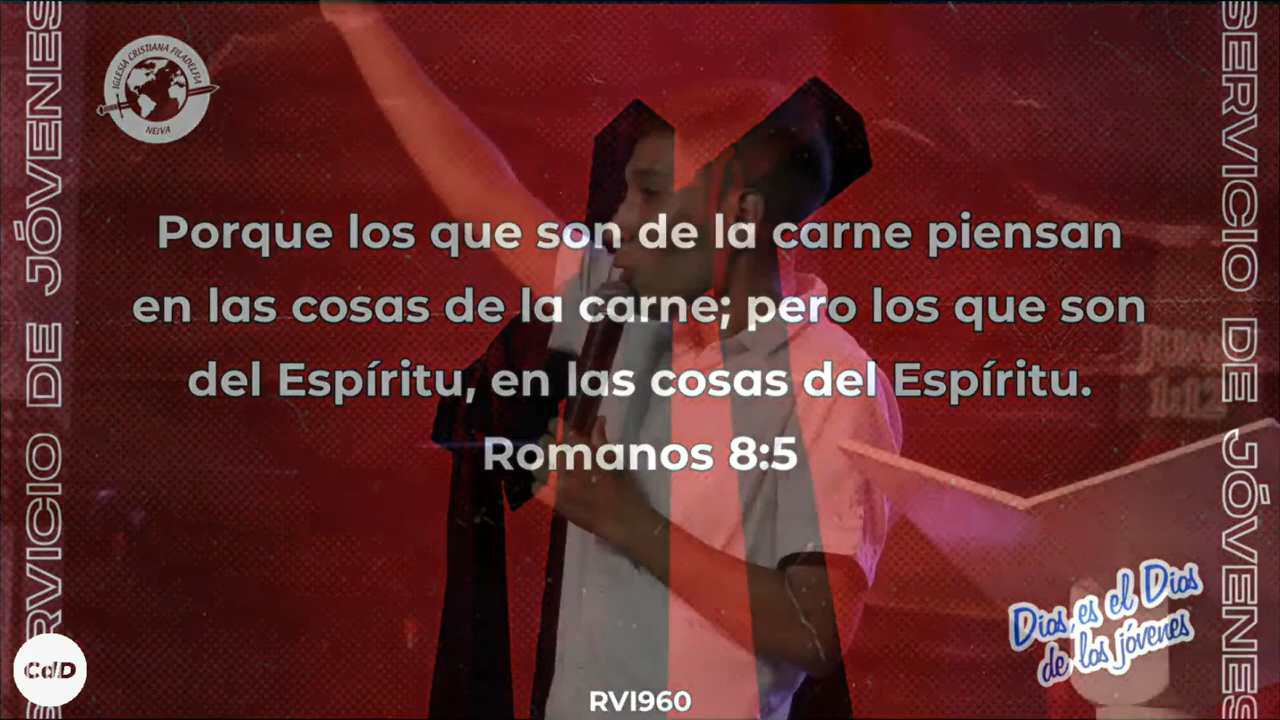 SERVICIO DE JÓVENES
IGLESIA CRISTIANA FILADELFIA
NEIVA
Porque los que son de la carne piensan
en las cosas de la carne; pero los que son
del Espíritu, en las cosas del Espíritu.
Romanos 8:5
SERVICIO DE JÓVENES
1:12
Dios es el Dios
de los jóvenes
CdD
RVI960